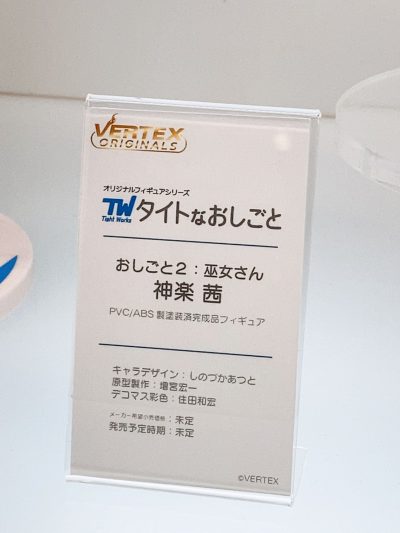 VERTEX
ORIGINALS
オリジナルフィギュアシリーズ
TW タイトなおしごと
Tight Works
おしごと2：巫女さん
神楽 茜
PVC/ABS 製塗装済完成品フィギュア
キャラデザイン：しのづかあつと
原型製作：増宮宏一
デコマス彩色：住田和宏
メーカー希望小売価格：未定
発売予定時期：未定
©VERTEX